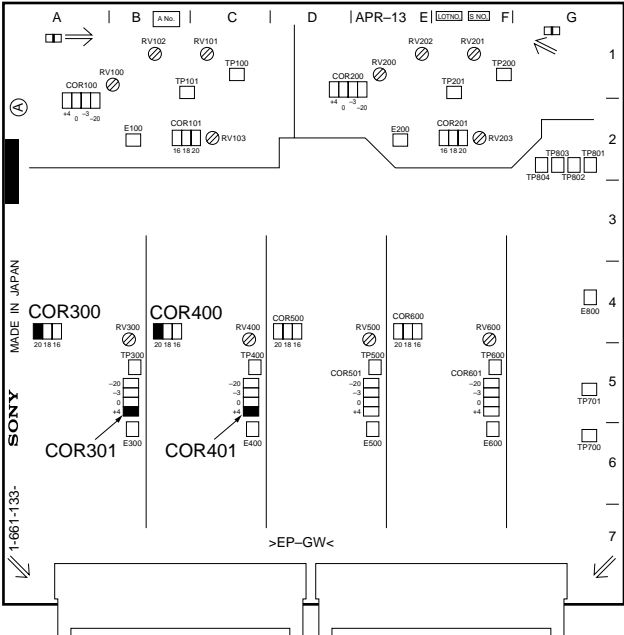 A B A No. C D APR–13 E LOTNO. S NO. F G
RV102 RV101 RV202 RV201
1
RV100 TP100 RV200 TP200
COR100 TP101 COR200 TP201
+4 0 –3 –20
+4 0 –3 –20
A
E100 COR101 RV103 E200 COR201 RV203
2
16 18 20
16 18 20
TP803 TP801
TP804 TP802
3
MADE IN JAPAN
E800
4
COR300 COR400 COR500 COR600
20 18 16
20 18 16
20 18 16
20 18 16
RV300 RV400 RV500 RV600
TP300 TP400 TP500 TP600
COR501 COR601
5
–20 –20 –20 –20
–3 –3 –3 –3
0 0 0 0
+4 +4 +4 +4
TP701
SONY
COR301 COR401
E300 E400 E500 E600
TP700
6
1-661-133-
>EP–GW<
7